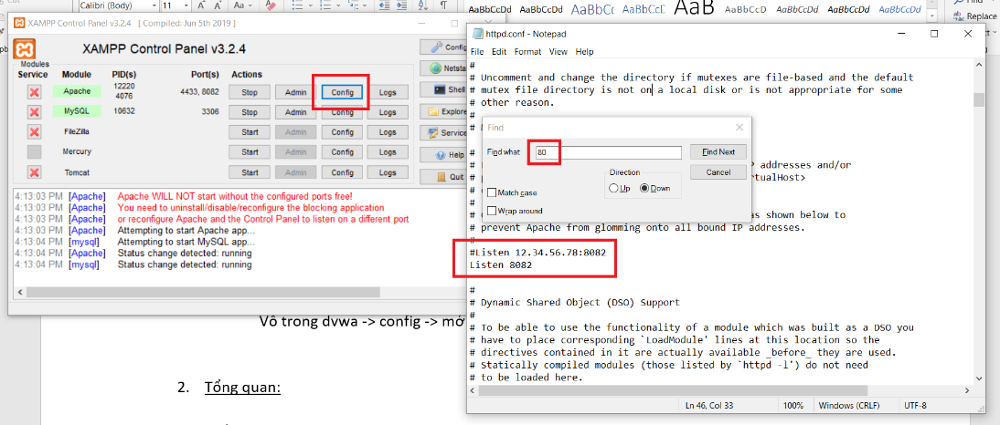 Calibri (Body)
11
Aa
AaBbCcD AaBbCcDd AaBbCcI AaBbCcD AaB AaBbCcD AaBbCcDd AaBbCcDd AaBbCcDd
Replace
XAMPP Control Panel v3.2.4 [ Compiled: Jun 5th 2019 ]
XAMPP Control Panel v3.2.4
Config
Modules
Service Module PID(s) Port(s) Actions
Netsta
Apache 12220 4076 4433, 8082 Stop Admin Config Logs
Shell
MySQL 10632 3306 Stop Admin Config Logs
Explore
FileZilla Start Admin Config Logs
Service
Mercury Start Admin Config Logs
Help
Tomcat Start Admin Config Logs
Quit
4:13:03 PM [Apache] Apache WILL NOT start without the configured ports free!
4:13:03 PM [Apache] You need to uninstall/disable/reconfigure the blocking application
4:13:03 PM [Apache] or reconfigure Apache and the Control Panel to listen on a different port
4:13:03 PM [Apache] Attempting to start Apache app...
4:13:04 PM [mysql] Attempting to start MySQL app...
4:13:04 PM [Apache] Status change detected: running
4:13:04 PM [mysql] Status change detected: running
Vô trong dvwa -> config -> mở
2. Tổng quan:
httpd.conf - Notepad
File Edit Format View Help
#
# Uncomment and change the directory if mutexes are file-based and the default
# mutex file directory is not on a local disk or is not appropriate for some
# other reason.
#
Find
Find what: 80
Find Next
Cancel
Direction
Up Down
Match case
Wrap around
addresses and/or
rtualHost>
as shown below to
# prevent Apache from glomming onto all bound IP addresses.
#
#Listen 12.34.56.78:8082
Listen 8082
#
# Dynamic Shared Object (DSO) Support
#
# To be able to use the functionality of a module which was built as a DSO you
# have to place corresponding `LoadModule' lines at this location so the
# directives contained in it are actually available _before_ they are used.
# Statically compiled modules (those listed by `httpd -l') do not need
# to be loaded here.
Ln 46, Col 33 100% Windows (CRLF) UTF-8